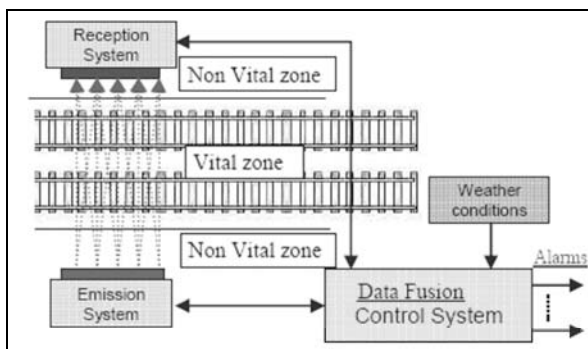 Reception
System
Non Vital zone
Vital zone
Weather
conditions
Non Vital zone
Alarms
Emission
System
Data Fusion
Control System